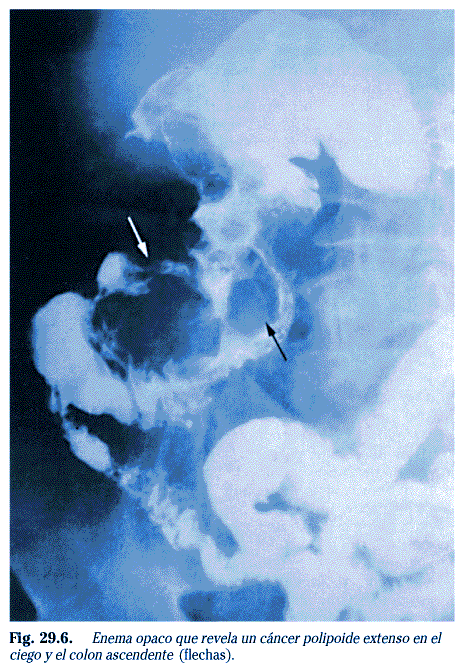 Fig. 29.6. Enema opaco que revela un cáncer polipoide extenso en el
ciego y el colon ascendente (flechas).